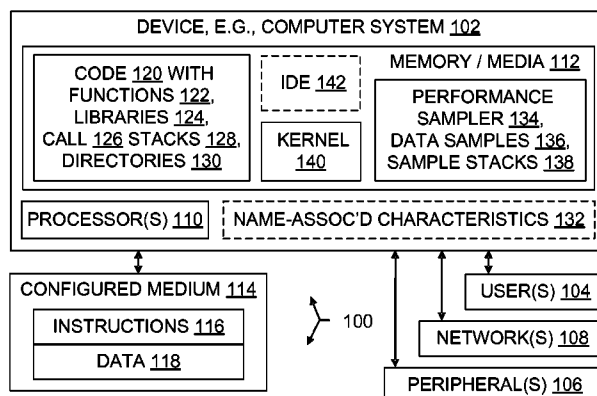 DEVICE, E.G., COMPUTER SYSTEM 102
CODE 120 WITH
FUNCTIONS 122,
LIBRARIES 124,
CALL 126 STACKS 128,
DIRECTORIES 130
IDE 142
KERNEL
140
MEMORY / MEDIA 112
PERFORMANCE
SAMPLER 134,
DATA SAMPLES 136,
SAMPLE STACKS 138
PROCESSOR(S) 110
NAME-ASSOC'D CHARACTERISTICS 132
CONFIGURED MEDIUM 114
INSTRUCTIONS 116
DATA 118
100
USER(S) 104
NETWORK(S) 108
PERIPHERAL(S) 106